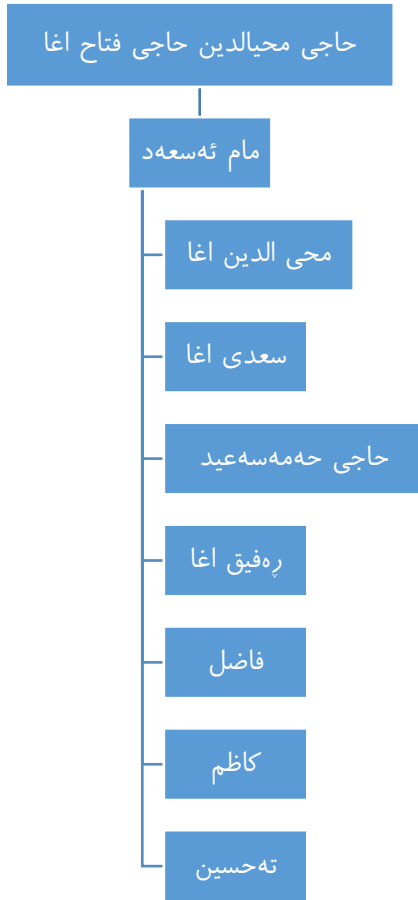 حاجی محیالدین حاجی فتاح اغا
مام ئەسعەد
محی الدین اغا
سعدی اغا
حاجی حەمەسەعید
ڕەفیق اغا
فاضل
کاظم
تەحسین